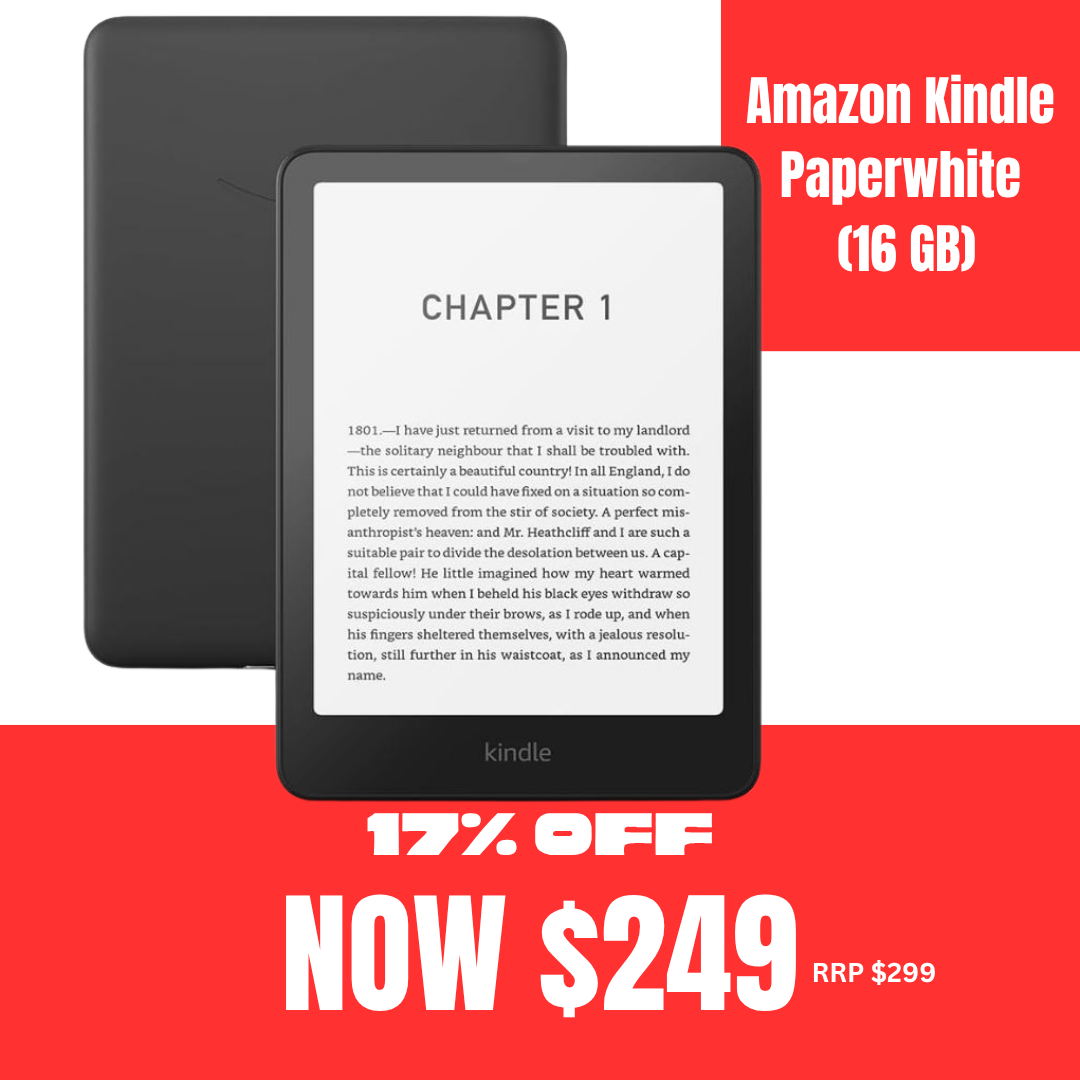 Amazon Kindle
Paperwhite
(16 GB)
CHAPTER 1
1801.—I have just returned from a visit to my landlord
—the solitary neighbour that I shall be troubled with.
This is certainly a beautiful country! In all England, I do
not believe that I could have fixed on a situation so com-
pletely removed from the stir of society. A perfect mis-
anthropist's heaven: and Mr. Heathcliff and I are such a
suitable pair to divide the desolation between us. A cap-
ital fellow! He little imagined how my heart warmed
towards him when I beheld his black eyes withdraw so
suspiciously under their brows, as I rode up, and when
his fingers sheltered themselves, with a jealous resolu-
tion, still further in his waistcoat, as I announced my
name.
kindle
17% OFF
NOW $249
RRP $299